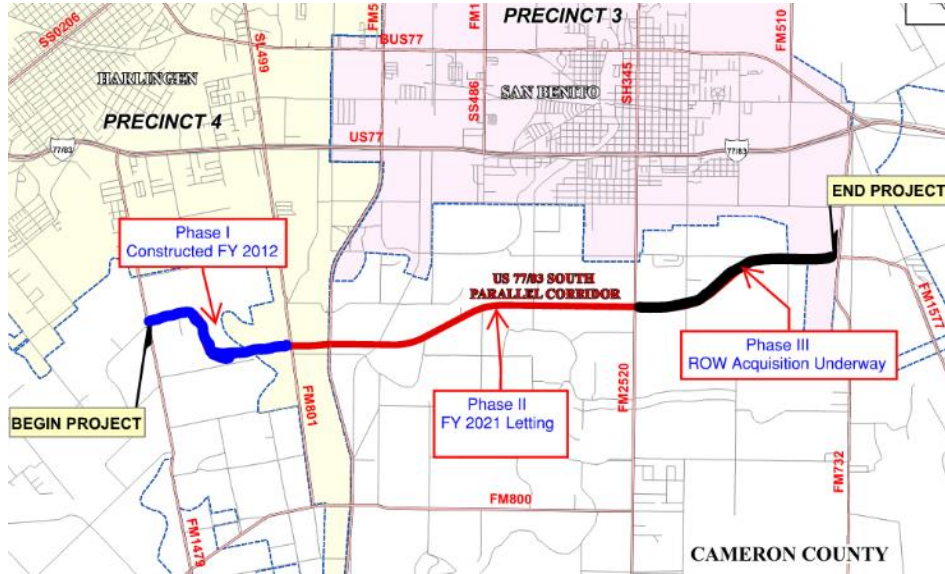 PRECINCT 3
SS0206
SL499
FM5
BUS77
FM1
FM510
HARLINGEN
SS486
SAN BENITO
SH345
PRECINCT 4
US77
77/83
77/83
END PROJECT
Phase I
Constructed FY 2012
US 77/83 SOUTH
PARALLEL CORRIDOR
FM1577
Phase III
ROW Acquisition Underway
BEGIN PROJECT
FM801
Phase II
FY 2021 Letting
FM2520
FM732
FM800
FM1479
CAMERON COUNTY